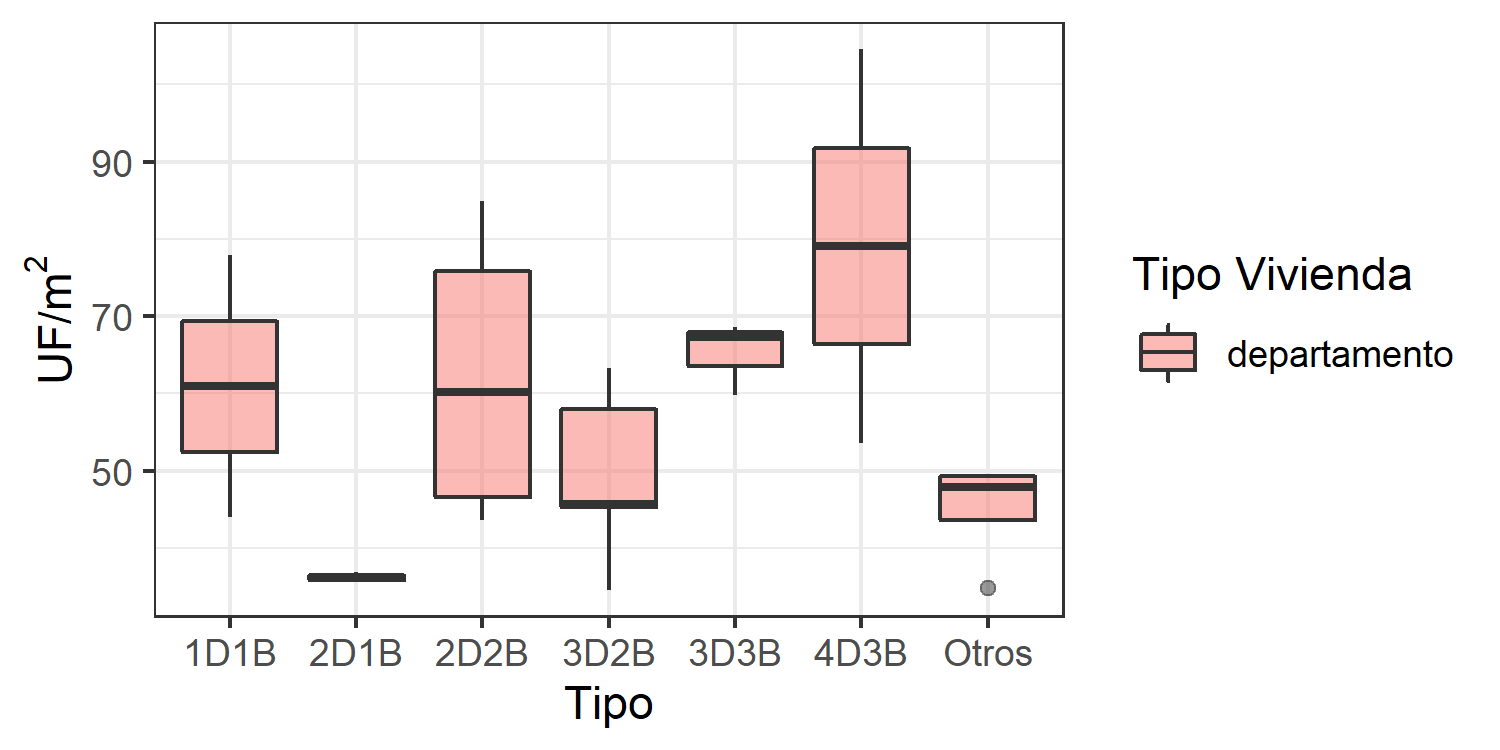 90
70
50
UF/m²
1D1B 2D1B 2D2B 3D2B 3D3B 4D3B Otros
Tipo
Tipo Vivienda
departamento